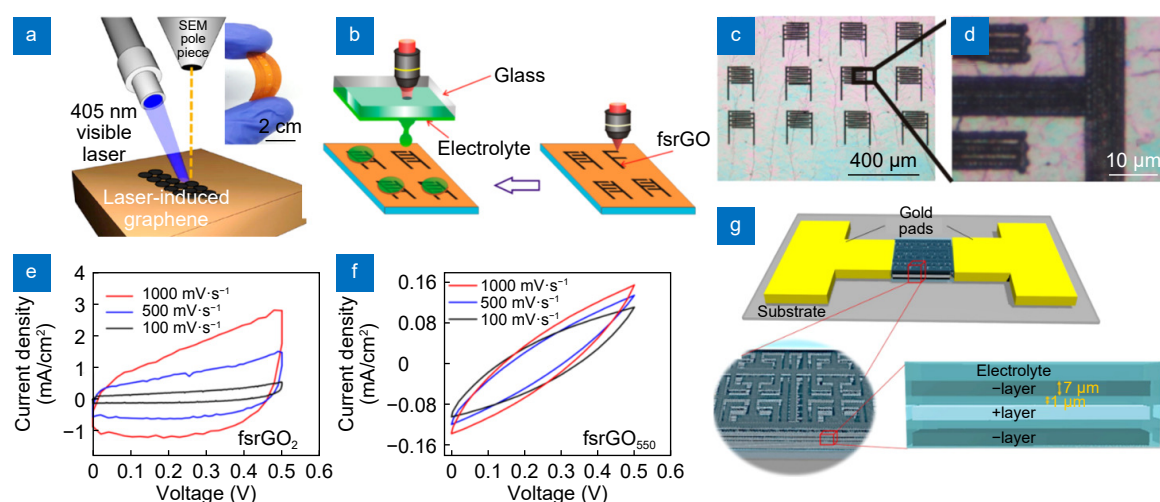 a
SEM
pole
piece
405 nm
visible
laser
2 cm
Laser-induced
graphene
b
Glass
Electrolyte
fsrGO
c
400 μm
d
10 μm
e
Current density
(mA/cm²)
4
3
2
1
0
−1
1000 mV·s⁻¹
500 mV·s⁻¹
100 mV·s⁻¹
fsrGO₂
0 0.1 0.2 0.3 0.4 0.5 0.6
Voltage (V)
f
Current density
(mA/cm²)
0.16
0.08
0
−0.08
−0.16
1000 mV·s⁻¹
500 mV·s⁻¹
100 mV·s⁻¹
fsrGO₅₅₀
0 0.1 0.2 0.3 0.4 0.5 0.6
Voltage (V)
g
Gold
pads
Substrate
Electrolyte
−layer
7 μm
1 μm
+layer
−layer